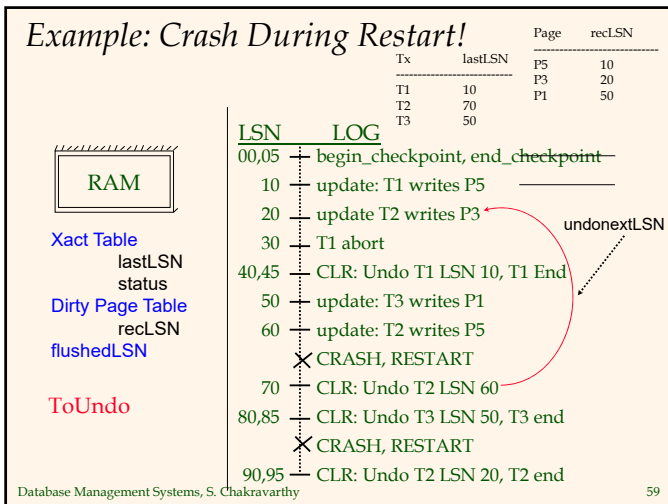 Example: Crash During Restart!
Tx lastLSN
---------------------------
T1 10
T2 70
T3 50
Page recLSN
-----------------------------
P5 10
P3 20
P1 50
RAM
Xact Table
lastLSN
status
Dirty Page Table
recLSN
flushedLSN
ToUndo
LSN LOG
00,05 begin_checkpoint, end_checkpoint
10 update: T1 writes P5
20 update T2 writes P3
30 T1 abort
40,45 CLR: Undo T1 LSN 10, T1 End
50 update: T3 writes P1
60 update: T2 writes P5
CRASH, RESTART
70 CLR: Undo T2 LSN 60
80,85 CLR: Undo T3 LSN 50, T3 end
CRASH, RESTART
90,95 CLR: Undo T2 LSN 20, T2 end
undonextLSN
Database Management Systems, S. Chakravarthy 59